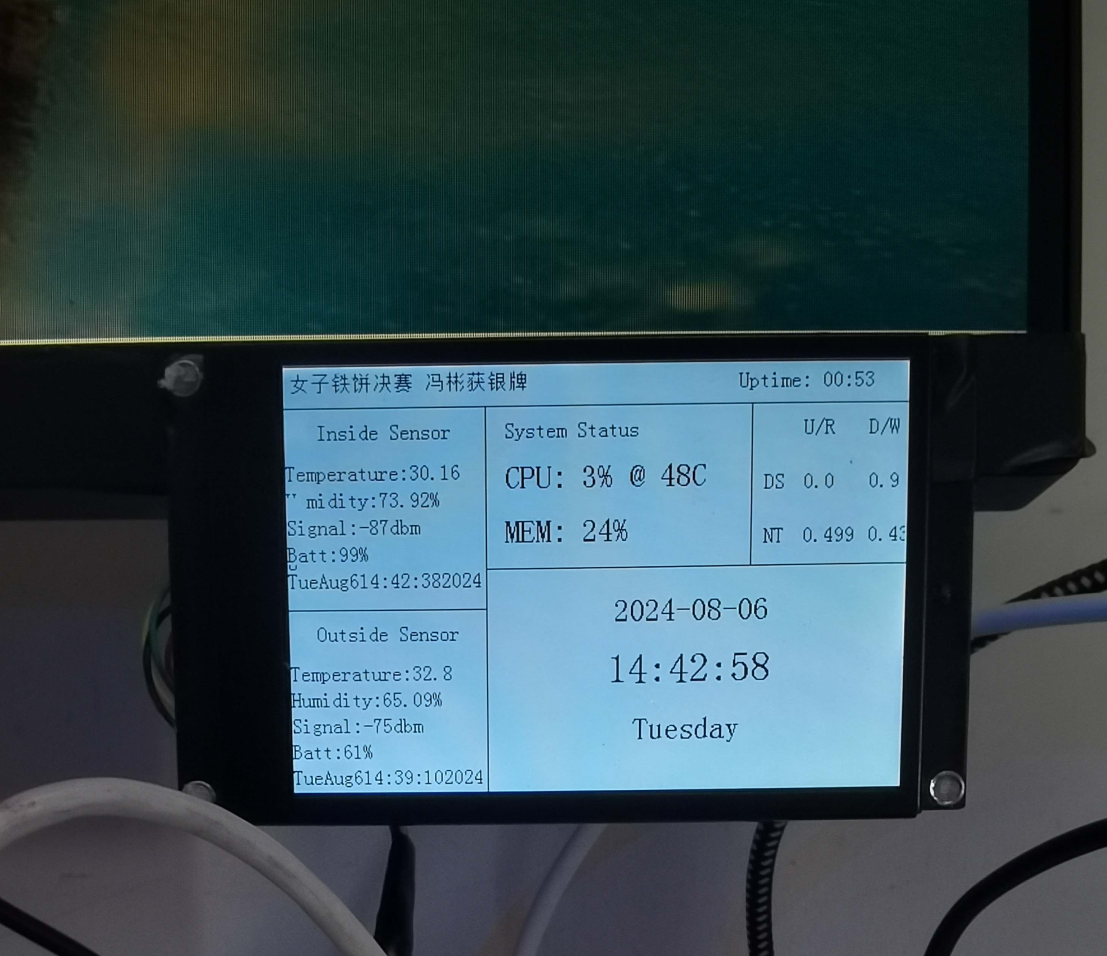 女子铁饼决赛 冯彬获银牌 Uptime: 00:53
Inside Sensor
Temperature:30.16
midity:73.92%
Signal:-87dbm
Batt:99%
TueAug614:42:382024
Outside Sensor
Temperature:32.8
Humidity:65.09%
Signal:-75dbm
Batt:61%
TueAug614:39:102024
System Status
CPU: 3% @ 48C
MEM: 24%
U/R D/W
DS 0.0 0.9
NT 0.499 0.43
2024-08-06
14:42:58
Tuesday